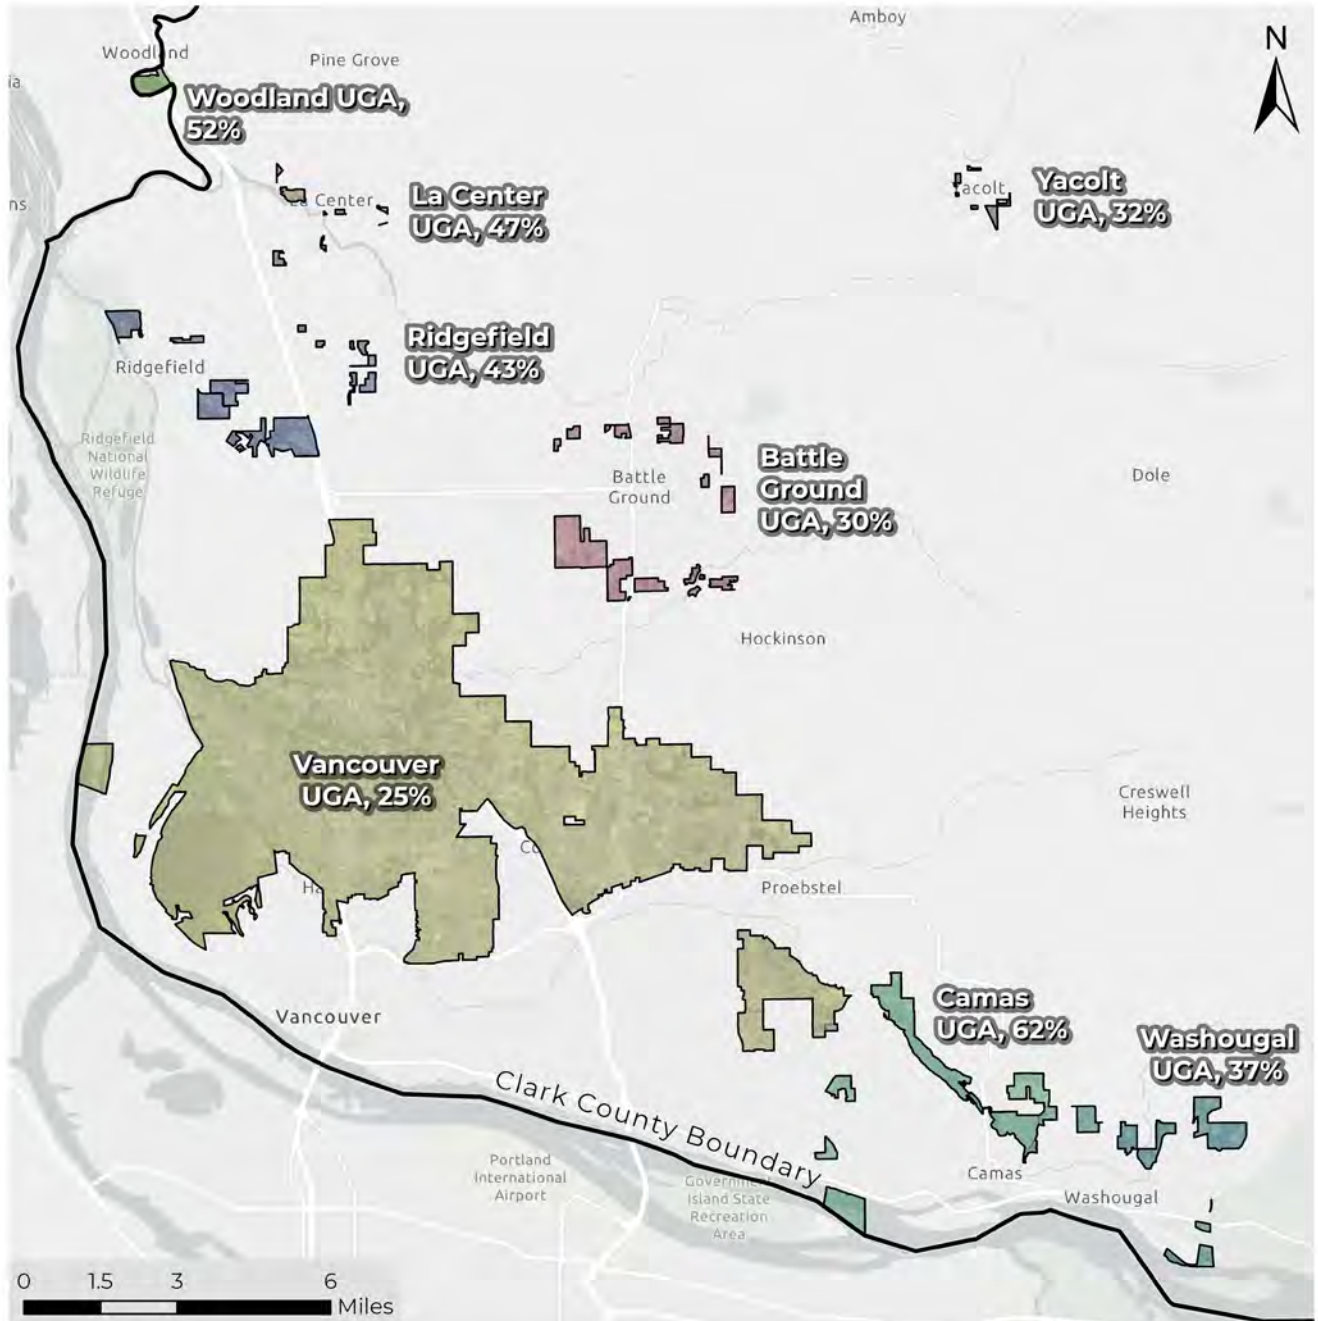 Amboy
N
Woodland
Pine Grove
Woodland UGA,
52%
La Center
La Center
UGA, 47%
Yacolt
UGA, 32%
Ridgefield
UGA, 43%
Ridgefield
Ridgefield
National
Wildlife
Refuge
Battle
Ground
Battle
Ground
UGA, 30%
Dole
Hockinson
Vancouver
UGA, 25%
Creswell
Heights
Proebstel
Camas
UGA, 62%
Washougal
UGA, 37%
Vancouver
Clark County Boundary
Portland
International
Airport
Government
Island State
Recreation
Area
Camas
Washougal
0 1.5 3 6
Miles